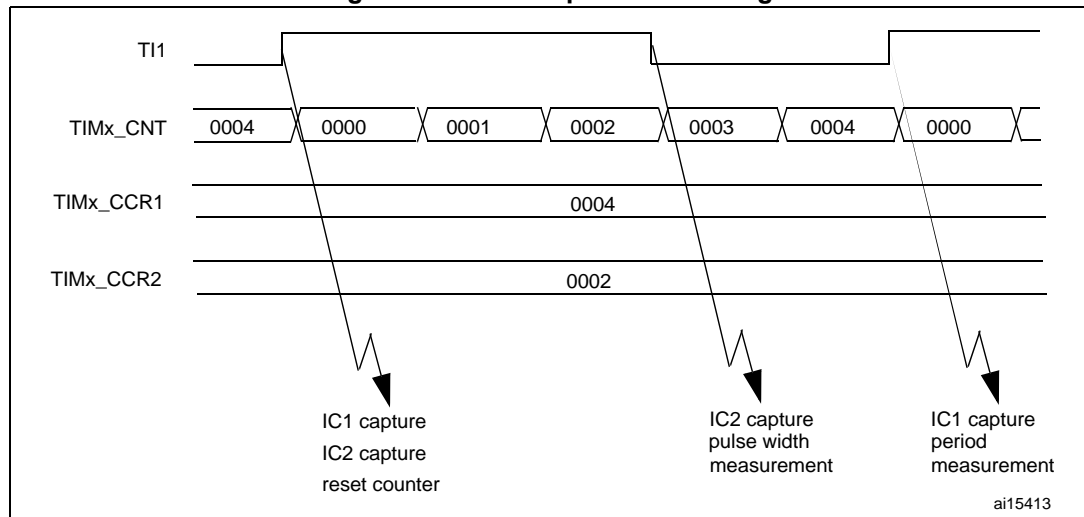 TI1
TIMx_CNT 0004 0000 0001 0002 0003 0004 0000
TIMx_CCR1 0004
TIMx_CCR2 0002
IC1 capture
IC2 capture
reset counter
IC2 capture
pulse width
measurement
IC1 capture
period
measurement
ai15413